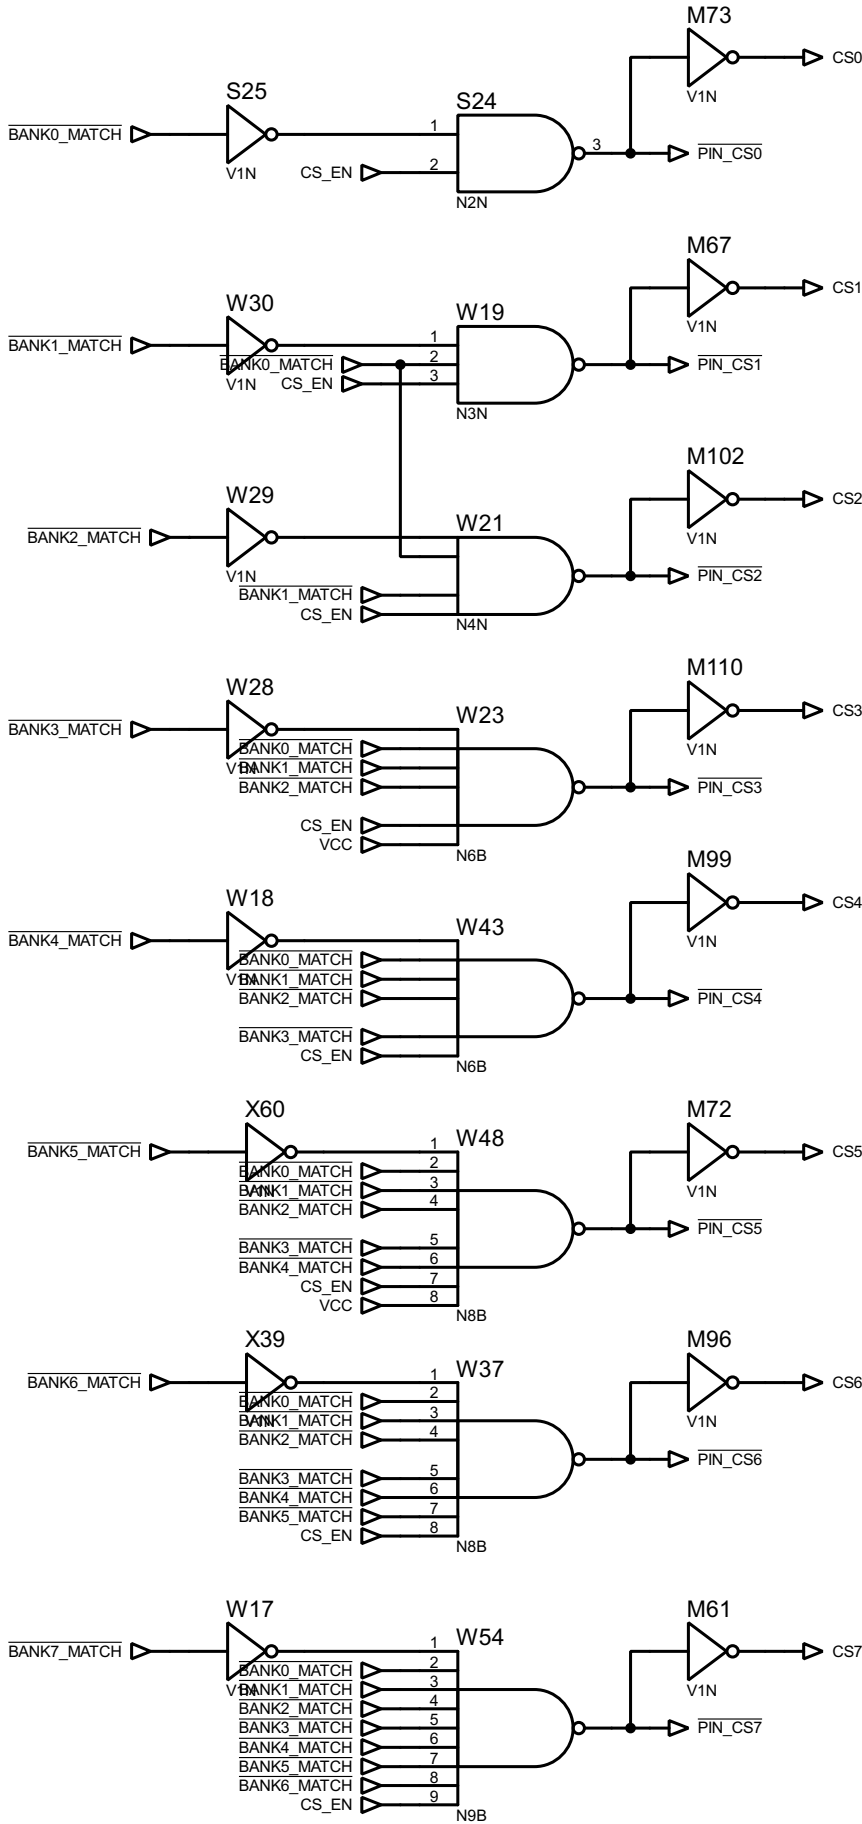 M73
CS0
S25
S24
BANK0_MATCH
1
3
PIN_CS0
V1N
V1N
CS_EN
2
N2N
M67
CS1
W30
W19
V1N
BANK1_MATCH
1
BANK0_MATCH
2
PIN_CS1
V1N
CS_EN
3
N3N
M102
CS2
W29
W21
V1N
BANK2_MATCH
V1N
PIN_CS2
BANK1_MATCH
CS_EN
N4N
M110
W28
CS3
W23
BANK3_MATCH
V1N
BANK0_MATCH
V1N
BANK1_MATCH
BANK2_MATCH
PIN_CS3
CS_EN
VCC
N6B
M99
W18
CS4
W43
BANK4_MATCH
V1N
BANK0_MATCH
V1N
BANK1_MATCH
BANK2_MATCH
PIN_CS4
BANK3_MATCH
CS_EN
N6B
X60
M72
W48
BANK5_MATCH
1
CS5
BANK0_MATCH
2
V1N
BANK1_MATCH
3
V1N
BANK2_MATCH
4
PIN_CS5
BANK3_MATCH
5
BANK4_MATCH
6
CS_EN
7
VCC
8
N8B
X39
M96
W37
BANK6_MATCH
1
CS6
BANK0_MATCH
2
V1N
BANK1_MATCH
3
V1N
BANK2_MATCH
4
PIN_CS6
BANK3_MATCH
5
BANK4_MATCH
6
BANK5_MATCH
7
CS_EN
8
N8B
W17
M61
W54
BANK7_MATCH
1
CS7
BANK0_MATCH
2
V1N
BANK1_MATCH
3
V1N
BANK2_MATCH
4
BANK3_MATCH
5
PIN_CS7
BANK4_MATCH
6
BANK5_MATCH
7
BANK6_MATCH
8
CS_EN
9
N9B